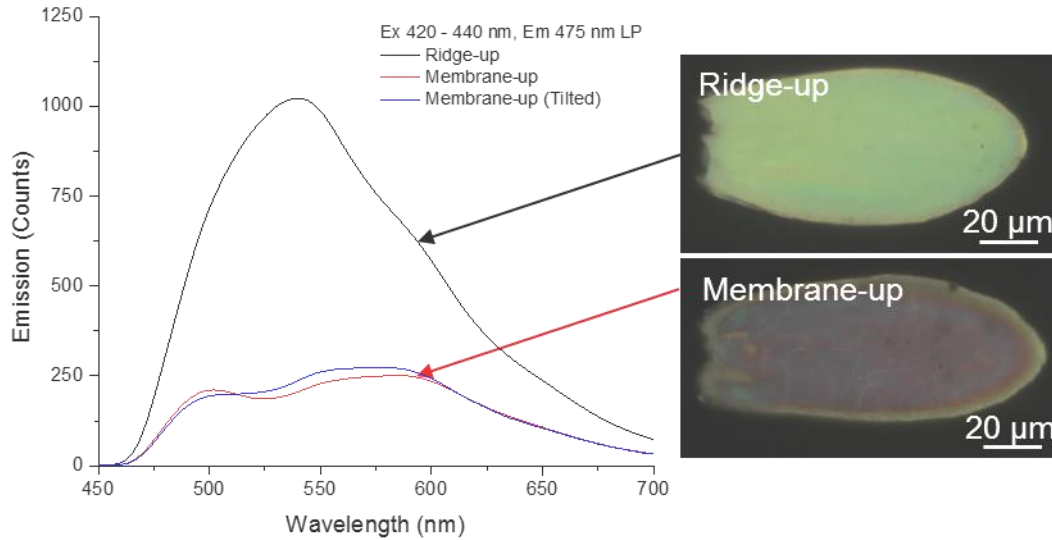 1250
1000
750
500
250
0
Emission (Counts)
450
500
550
600
650
700
Wavelength (nm)
Ex 420 - 440 nm, Em 475 nm LP
Ridge-up
Membrane-up
Membrane-up (Tilted)
Ridge-up
20 µm
Membrane-up
20 µm